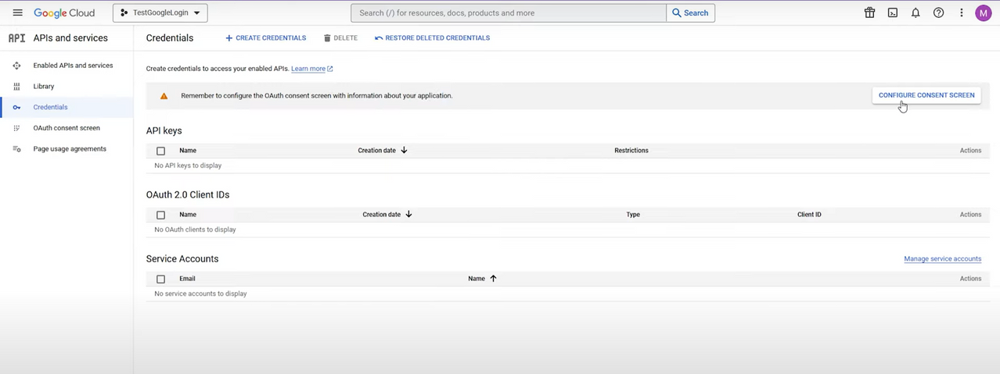 Google Cloud
TestGoogleLogin
Search (/) for resources, docs, products and more
Search
M
API APIs and services
Credentials
+ CREATE CREDENTIALS
DELETE
RESTORE DELETED CREDENTIALS
Enabled APIs and services
Library
Credentials
OAuth consent screen
Page usage agreements
Create credentials to access your enabled APIs. Learn more
Remember to configure the OAuth consent screen with information about your application.
CONFIGURE CONSENT SCREEN
API keys
Name Creation date Restrictions Actions
No API keys to display
OAuth 2.0 Client IDs
Name Creation date Type Client ID Actions
No OAuth clients to display
Service Accounts
Manage service accounts
Email Name Actions
No service accounts to display